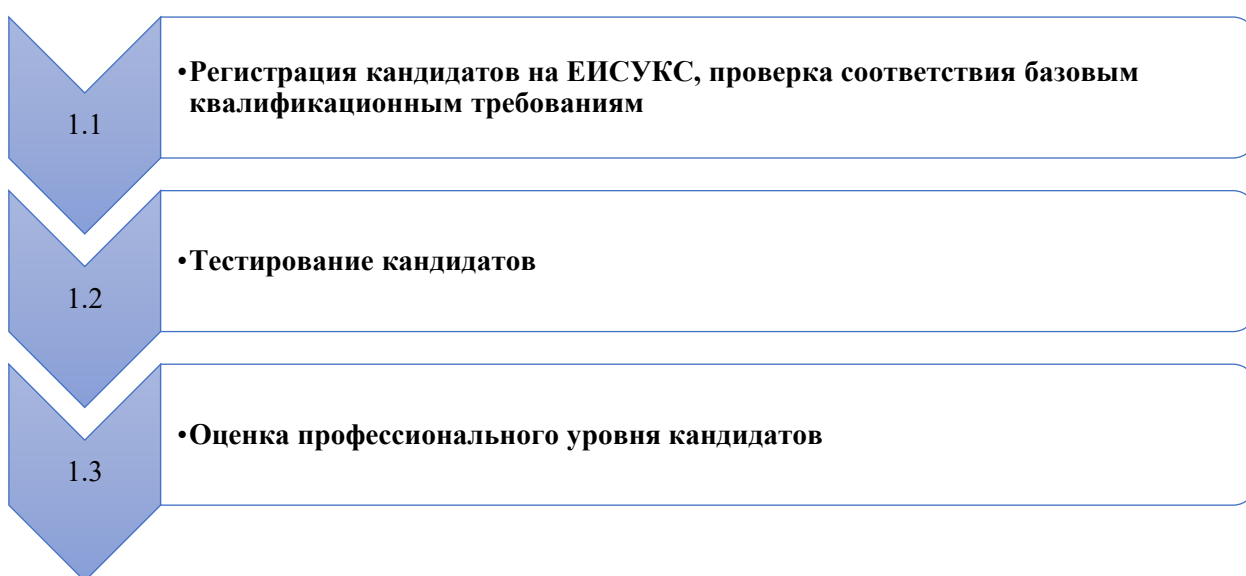 1.1
•Регистрация кандидатов на ЕИСУКС, проверка соответствия базовым
квалификационным требованиям
1.2
•Тестирование кандидатов
1.3
•Оценка профессионального уровня кандидатов